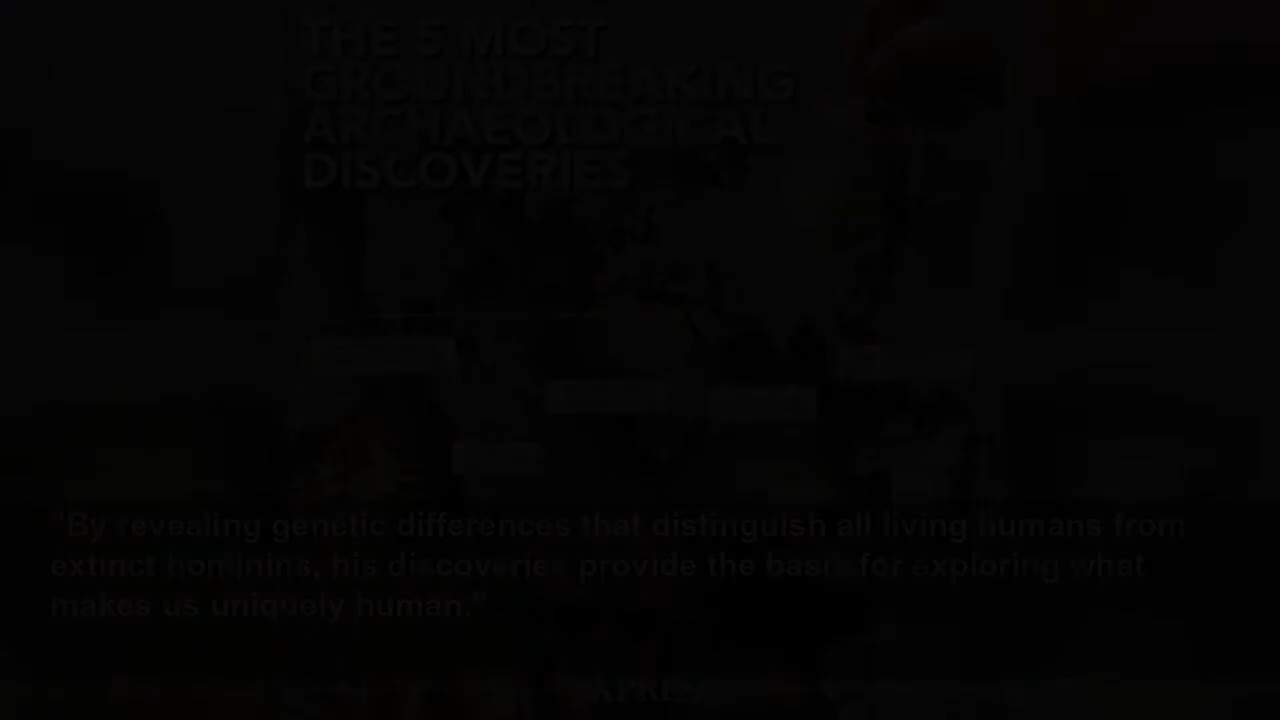 THE 5 MOST
GROUNDBREAKING
ARCHAEOLOGICAL
DISCOVERIES
"By revealing genetic differences that distinguish all living humans from
extinct hominins, his discoveries provide the basis for exploring what
makes us uniquely human."